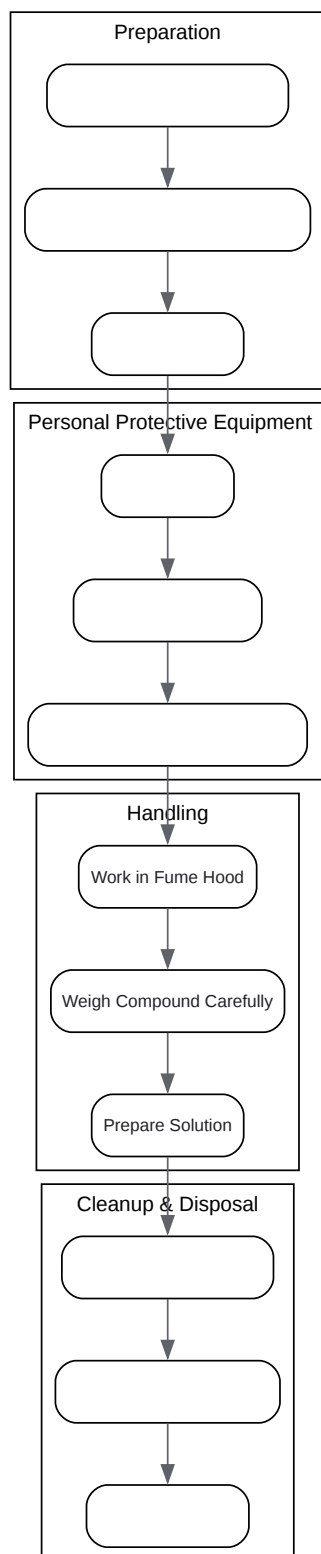 Preparation
Personal Protective Equipment
Handling
Work in Fume Hood
Weigh Compound Carefully
Prepare Solution
Cleanup & Disposal